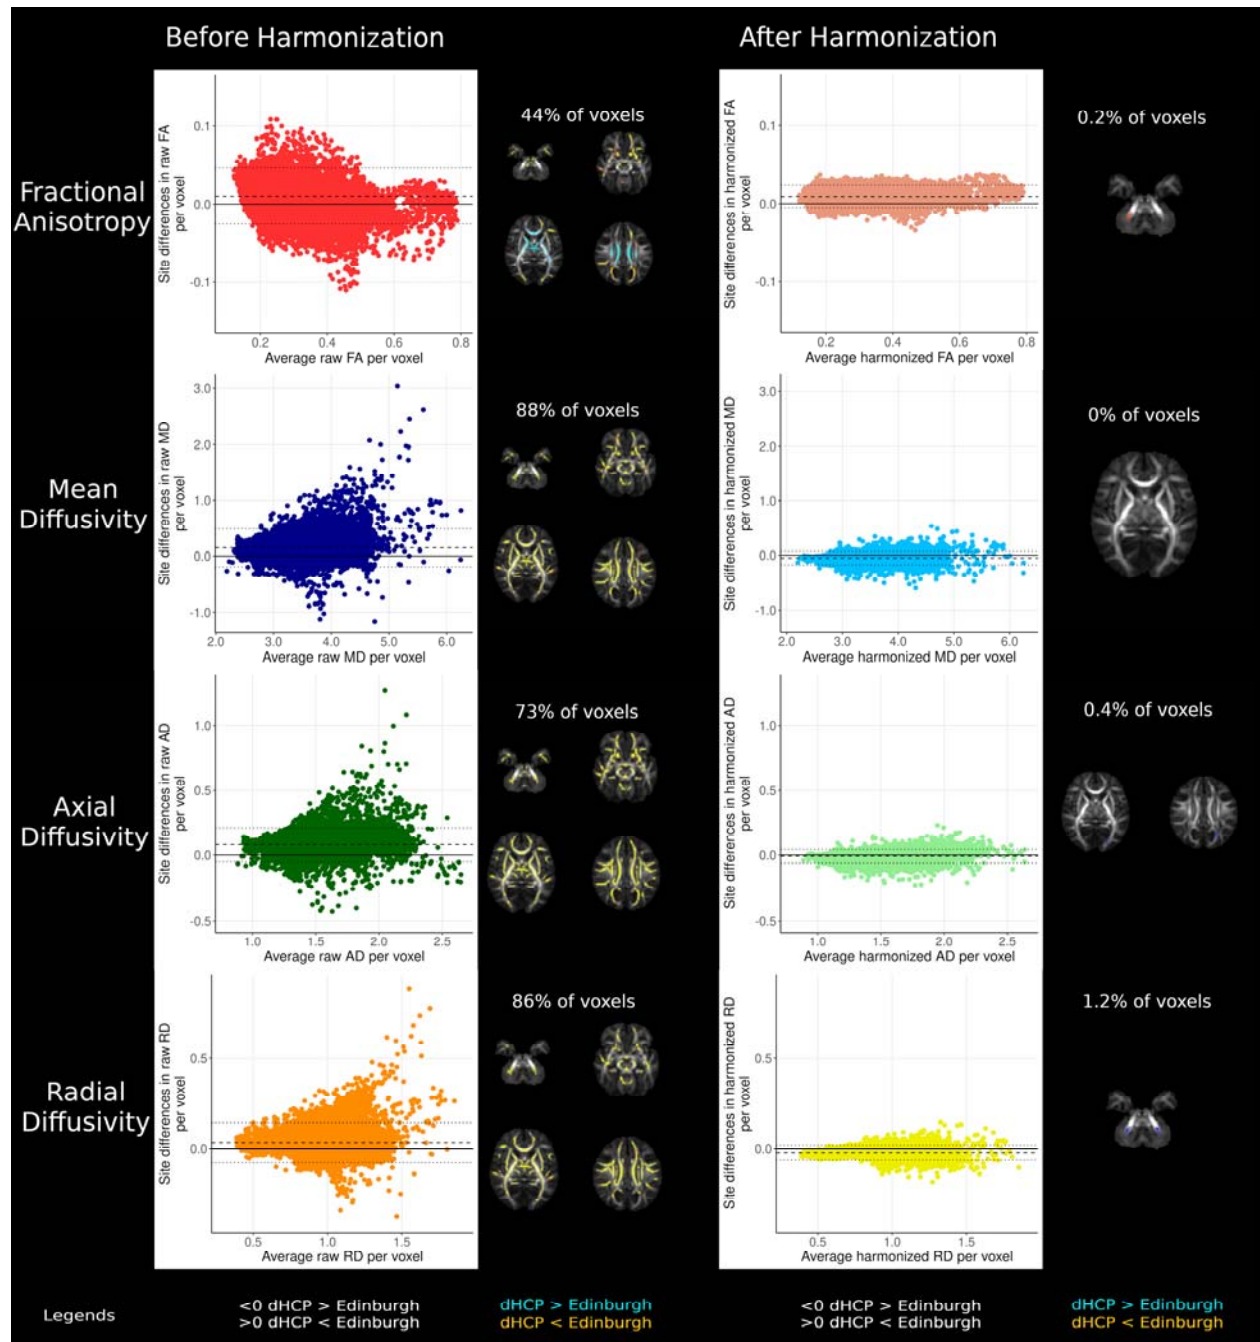 Before Harmonization
After Harmonization
Fractional
Anisotropy
Site differences in raw FA
per voxel
0.1
0.0
-0.1
0.2
0.4
0.6
0.8
Average raw FA per voxel
44% of voxels
Site differences in harmonized FA
per voxel
0.1
0.0
-0.1
0.2
0.4
0.6
0.8
Average harmonized FA per voxel
0.2% of voxels
Mean
Diffusivity
Site differences in raw MD
per voxel
3.0
2.0
1.0
0.0
-1.0
2.0
3.0
4.0
5.0
6.0
Average raw MD per voxel
88% of voxels
Site differences in harmonized MD
per voxel
3.0
2.0
1.0
0.0
-1.0
2.0
3.0
4.0
5.0
6.0
Average harmonized MD per voxel
0% of voxels
Axial
Diffusivity
Site differences in raw AD
per voxel
1.0
0.5
0.0
-0.5
1.0
1.5
2.0
2.5
Average raw AD per voxel
73% of voxels
Site differences in harmonized AD
per voxel
1.0
0.5
0.0
-0.5
1.0
1.5
2.0
2.5
Average harmonized AD per voxel
0.4% of voxels
Radial
Diffusivity
Site differences in raw RD
per voxel
0.5
0.0
0.5
1.0
1.5
Average raw RD per voxel
86% of voxels
Site differences in harmonized RD
per voxel
0.5
0.0
0.5
1.0
1.5
Average harmonized RD per voxel
1.2% of voxels
Legends
<0 dHCP > Edinburgh
>0 dHCP < Edinburgh
dHCP > Edinburgh
dHCP < Edinburgh
<0 dHCP > Edinburgh
>0 dHCP < Edinburgh
dHCP > Edinburgh
dHCP < Edinburgh